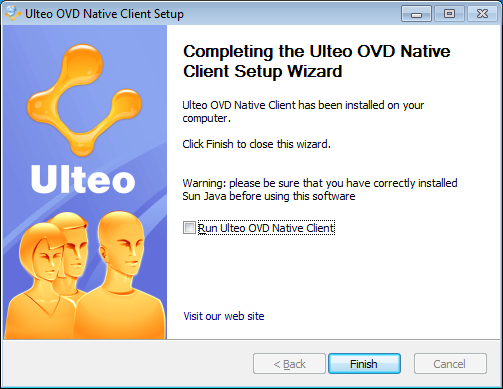 Ulteo OVD Native Client Setup
Completing the Ulteo OVD Native
Client Setup Wizard
Ulteo OVD Native Client has been installed on your
computer.
Click Finish to close this wizard.
Ulteo
Warning: please be sure that you have correctly installed
Sun Java before using this software
Run Ulteo OVD Native Client
Visit our web site
< Back
Finish
Cancel